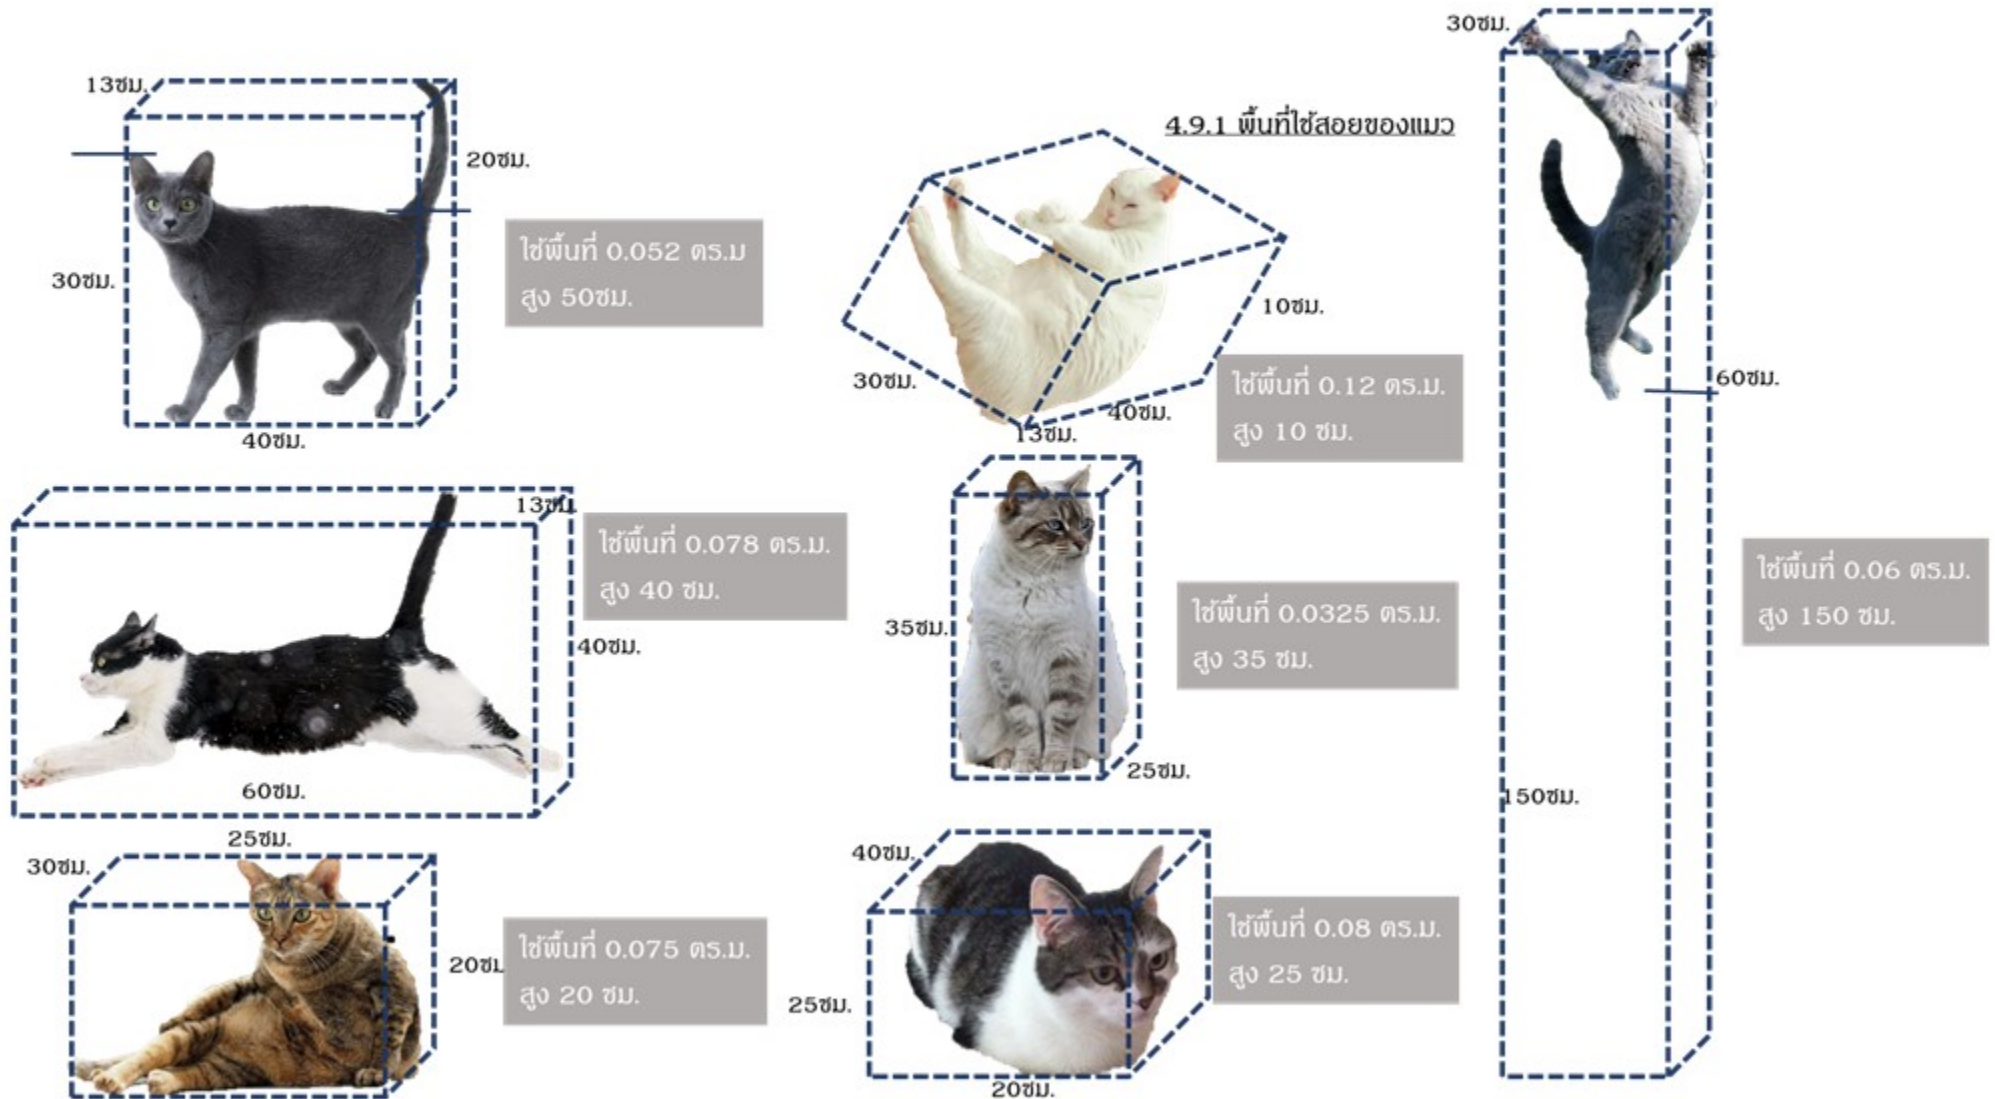 30ซม.
13ซม.
4.9.1 พื้นที่ใช้สอยของแมว
20ซม.
ใช้พื้นที่ 0.052 ตร.ม
สูง 50ซม.
30ซม.
40ซม.
10ซม.
30ซม.
40ซม.
ใช้พื้นที่ 0.12 ตร.ม.
สูง 10 ซม.
60ซม.
13ซม.
13ซม.
ใช้พื้นที่ 0.078 ตร.ม.
สูง 40 ซม.
40ซม.
60ซม.
35ซม.
25ซม.
ใช้พื้นที่ 0.0325 ตร.ม.
สูง 35 ซม.
ใช้พื้นที่ 0.06 ตร.ม.
สูง 150 ซม.
150ซม.
25ซม.
30ซม.
20ซม
ใช้พื้นที่ 0.075 ตร.ม.
สูง 20 ซม.
40ซม.
25ซม.
20ซม.
ใช้พื้นที่ 0.08 ตร.ม.
สูง 25 ซม.